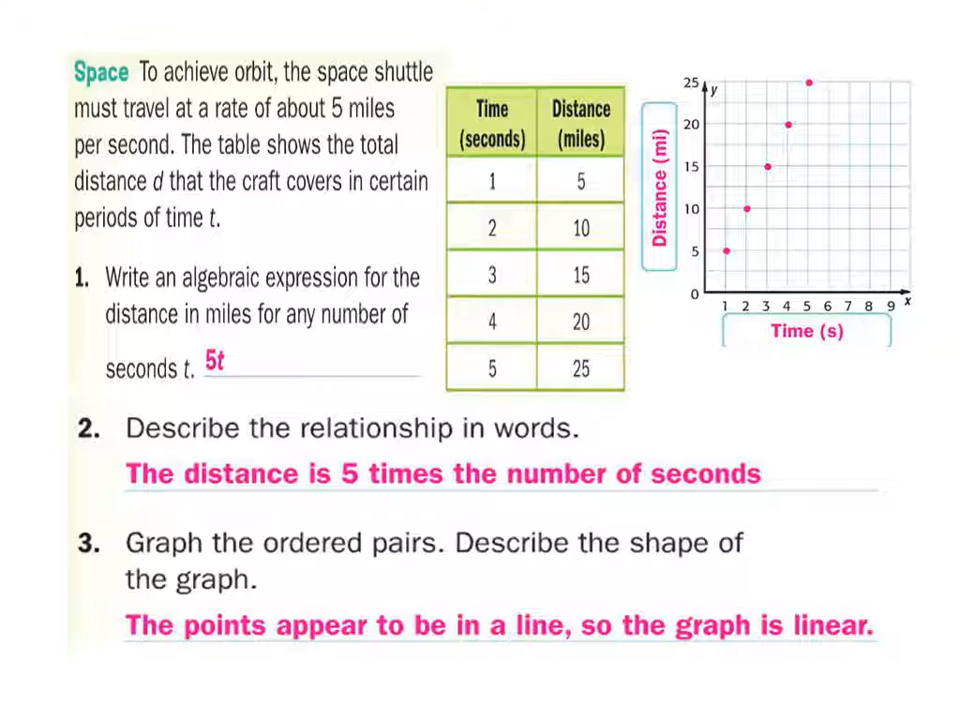 Space To achieve orbit, the space shuttle
must travel at a rate of about 5 miles
per second. The table shows the total
distance d that the craft covers in certain
periods of time t.
1. Write an algebraic expression for the
distance in miles for any number of
seconds t. 5t
Time Distance
(seconds) (miles)
1 5
2 10
3 15
4 20
5 25
Distance (mi)
25 y
20
15
10
5
0
1 2 3 4 5 6 7 8 9 x
Time (s)
2. Describe the relationship in words.
The distance is 5 times the number of seconds
3. Graph the ordered pairs. Describe the shape of
the graph.
The points appear to be in a line, so the graph is linear.